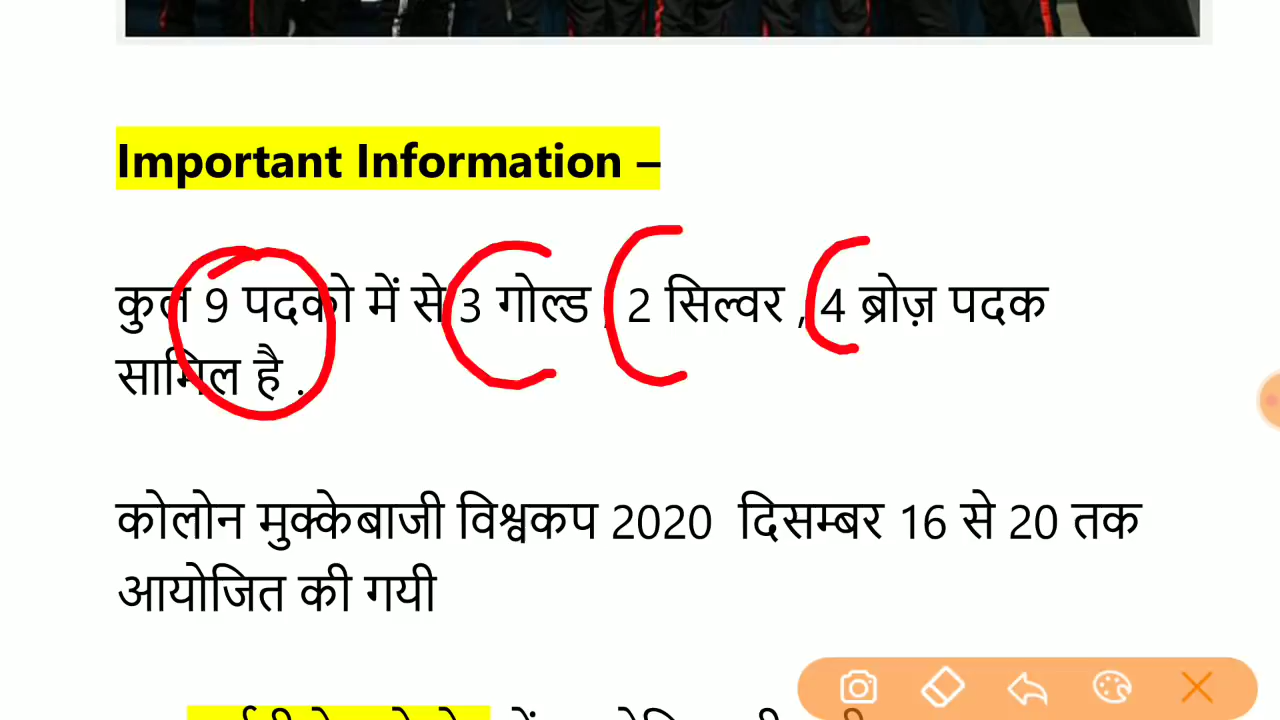 Important Information –
कुल 9 पदको में से 3 गोल्ड , 2 सिल्वर , 4 ब्रोज़ पदक
सामिल है .
कोलोन मुक्केबाजी विश्वकप 2020 दिसम्बर 16 से 20 तक
आयोजित की गयी